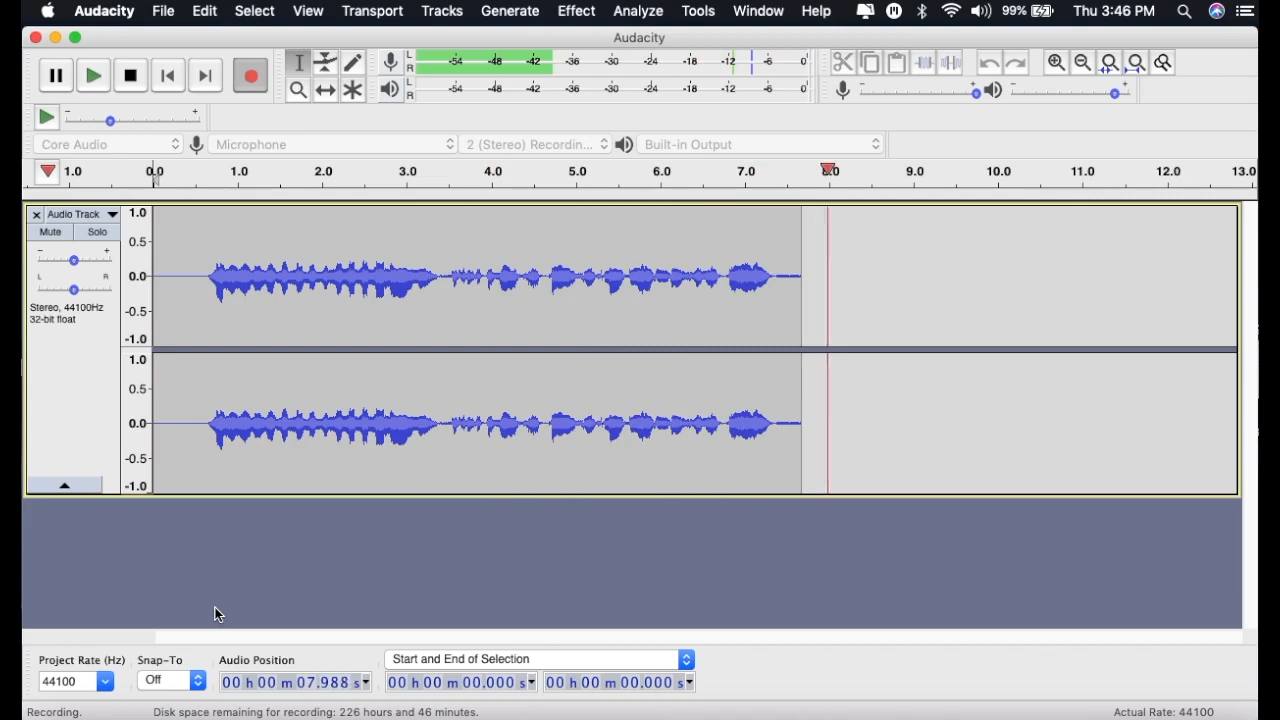 Audacity File Edit Select View Transport Tracks Generate Effect Analyze Tools Window Help 99% Thu 3:46 PM
Audacity
L -54 -48 -42 -36 -30 -24 -18 -12 -6 0
R
L -54 -48 -42 -36 -30 -24 -18 -12 -6 0
R
- + - +
- +
Core Audio Microphone 2 (Stereo) Recordin... Built-in Output
1.0 0.0 1.0 2.0 3.0 4.0 5.0 6.0 7.0 8.0 9.0 10.0 11.0 12.0 13.0
Audio Track 1.0
Mute Solo
- + 0.5
L R 0.0
Stereo, 44100Hz -0.5
32-bit float
-1.0
1.0
0.5
0.0
-0.5
-1.0
Project Rate (Hz) Snap-To Audio Position Start and End of Selection
44100 Off 00 h 00 m 07.988 s 00 h 00 m 00.000 s 00 h 00 m 00.000 s
Recording. Disk space remaining for recording: 226 hours and 46 minutes. Actual Rate: 44100